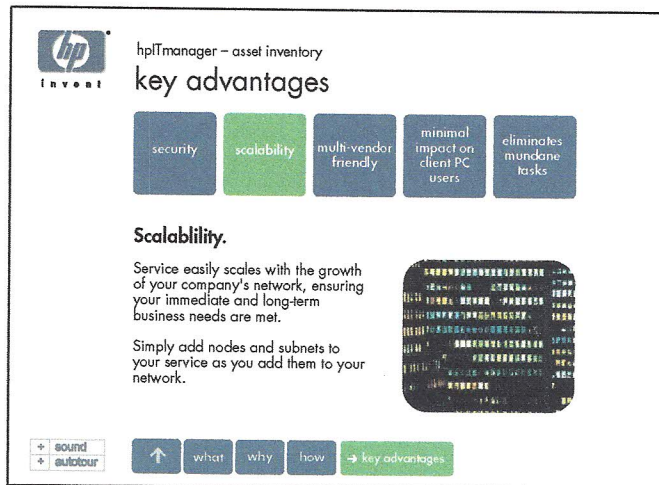 hp
invent
hpITmanager – asset inventory
key advantages
security
scalability
multi-vendor
friendly
minimal
impact on
client PC
users
eliminates
mundane
tasks
Scalablility.
Service easily scales with the growth
of your company's network, ensuring
your immediate and long-term
business needs are met.
Simply add nodes and subnets to
your service as you add them to your
network.
+ sound
+ autotour
↑ what why how → key advantages